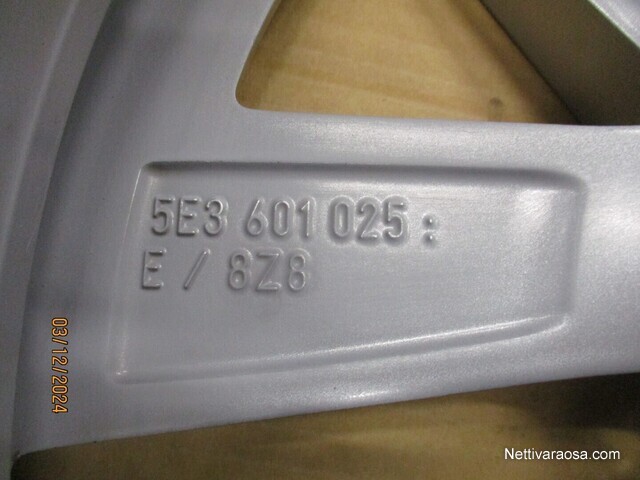 5E3 601 025 :
E / 8Z8
03/12/2024
Nettivaraosa.com